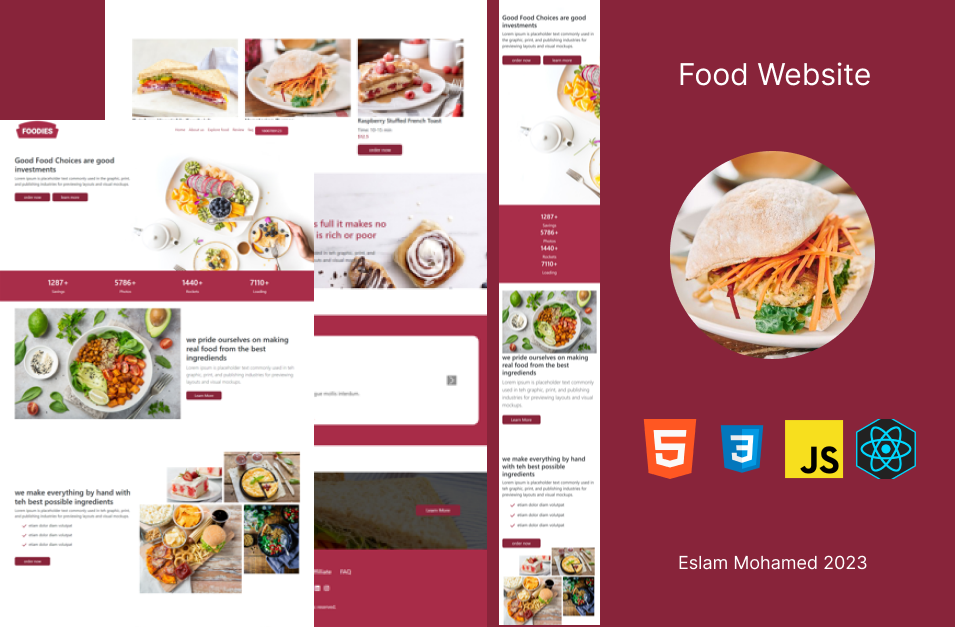 Raspberry Stuffed French Toast
Time: 10-15 min
order now
FOODIES
Home About us Explore Food Review Faq
Good Food Choices are good
investments
Lorem ipsum is placeholder text commonly used in the graphic, print,
and publishing industries for previewing layouts and visual mockups.
order now learn more
s full it makes no
is rich or poor
1287+ 5786+ 1440+ 7110+
Savings Photos Rockets Loading
we pride ourselves on making
real food from the best
ingrediends
Lorem ipsum is placeholder text commonly used in teh
graphic, print, and publishing industries for previewing
layouts and visual mockups.
Learn More
gue mollis interdum.
we make everything by hand with
teh best possible ingredients
Lorem ipsum is placeholder text commonly used in teh graphic, print,
and publishing industries for previewing layouts and visual mockups.
etiam dolor diam volutpat
etiam dolor diam volutpat
etiam dolor diam volutpat
order now
Learn More
ffiliate FAQ
s reserved.
Good Food Choices are good
investments
Lorem ipsum is placeholder text commonly used in
the graphic, print, and publishing industries for
previewing layouts and visual mockups.
order now learn more
1287+
Savings
5786+
Photos
1440+
Rockets
7110+
Loading
we pride ourselves on making
real food from the best
ingrediends
Lorem ipsum is placeholder text commonly
used in teh graphic, print, and publishing
industries for previewing layouts and visual
mockups.
Learn More
we make everything by hand
with teh best possible
ingredients
Lorem ipsum is placeholder text commonly used in
teh graphic, print, and publishing industries for
previewing layouts and visual mockups.
etiam dolor diam volutpat
etiam dolor diam volutpat
etiam dolor diam volutpat
order now
Food Website
5 3 JS
Eslam Mohamed 2023